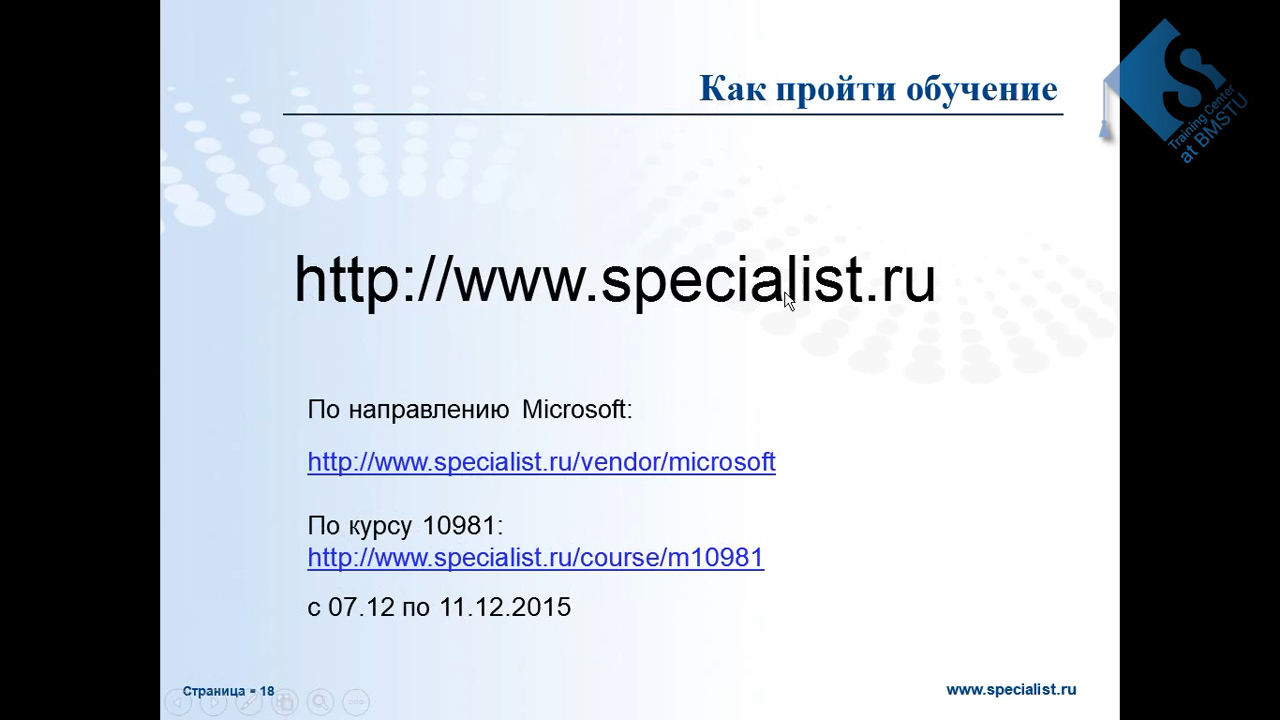 Как пройти обучение
Training Center
at BMSTU
http://www.specialist.ru
По направлению Microsoft:
http://www.specialist.ru/vendor/microsoft
По курсу 10981:
http://www.specialist.ru/course/m10981
с 07.12 по 11.12.2015
Страница ▪ 18
www.specialist.ru